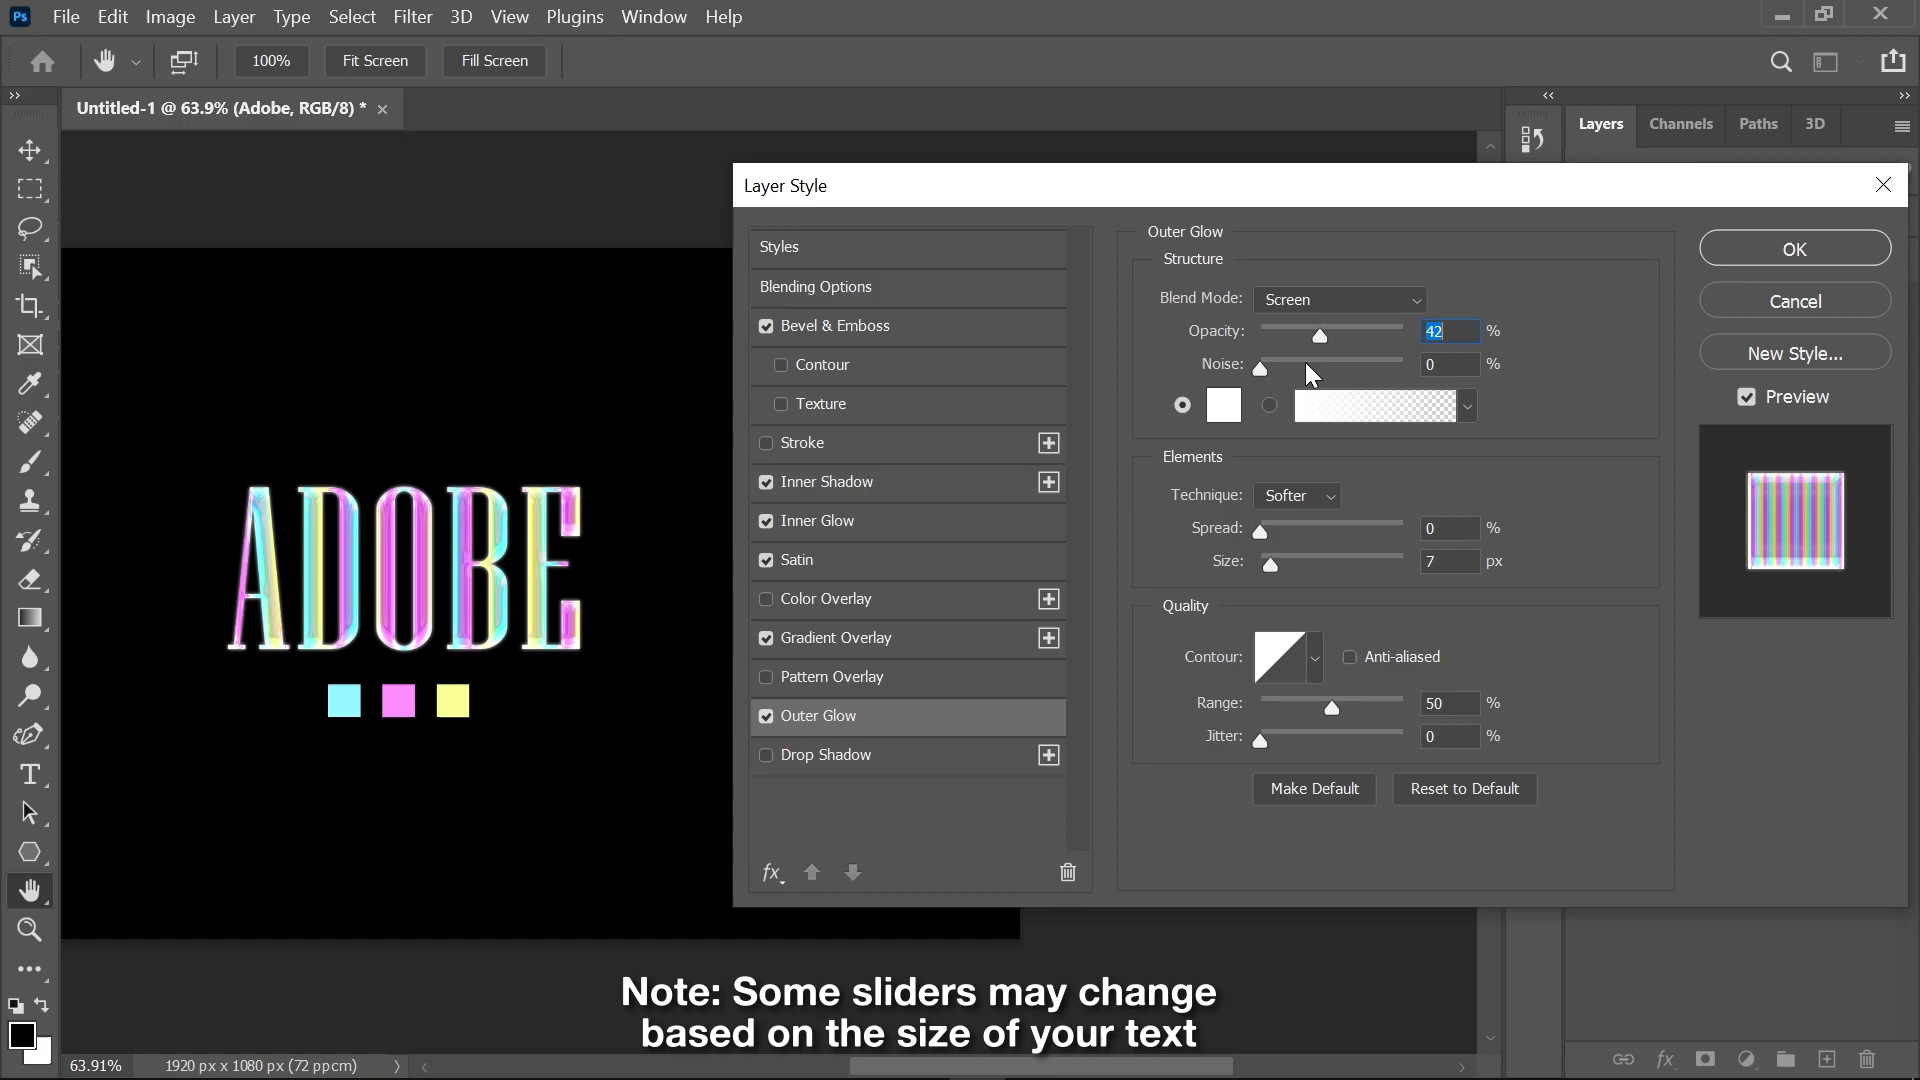 Ps File Edit Image Layer Type Select Filter 3D View Plugins Window Help
100% Fit Screen Fill Screen
Untitled-1 @ 63.9% (Adobe, RGB/8) *
Layers Channels Paths 3D
Layer Style
Styles
Blending Options
Bevel & Emboss
Contour
Texture
Stroke
Inner Shadow
Inner Glow
Satin
Color Overlay
Gradient Overlay
Pattern Overlay
Outer Glow
Drop Shadow
fx
Outer Glow
Structure
Blend Mode: Screen
Opacity: 42 %
Noise: 0 %
Elements
Technique: Softer
Spread: 0 %
Size: 7 px
Quality
Contour: Anti-aliased
Range: 50 %
Jitter: 0 %
Make Default Reset to Default
OK
Cancel
New Style...
Preview
ADOBE
T
Note: Some sliders may change
based on the size of your text
63.91% 1920 px x 1080 px (72 ppcm)
fx